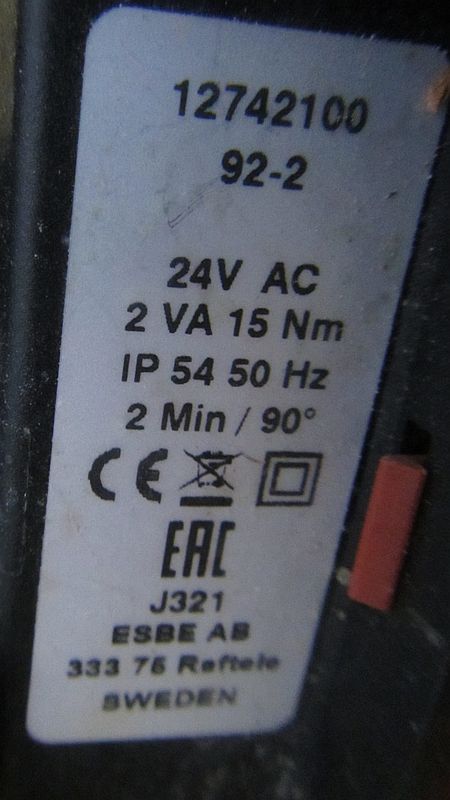 12742100
92-2
24V AC
2 VA 15 Nm
IP 54 50 Hz
2 Min / 90°
CE
EAC
J321
ESBE AB
333 75 Reftele
SWEDEN